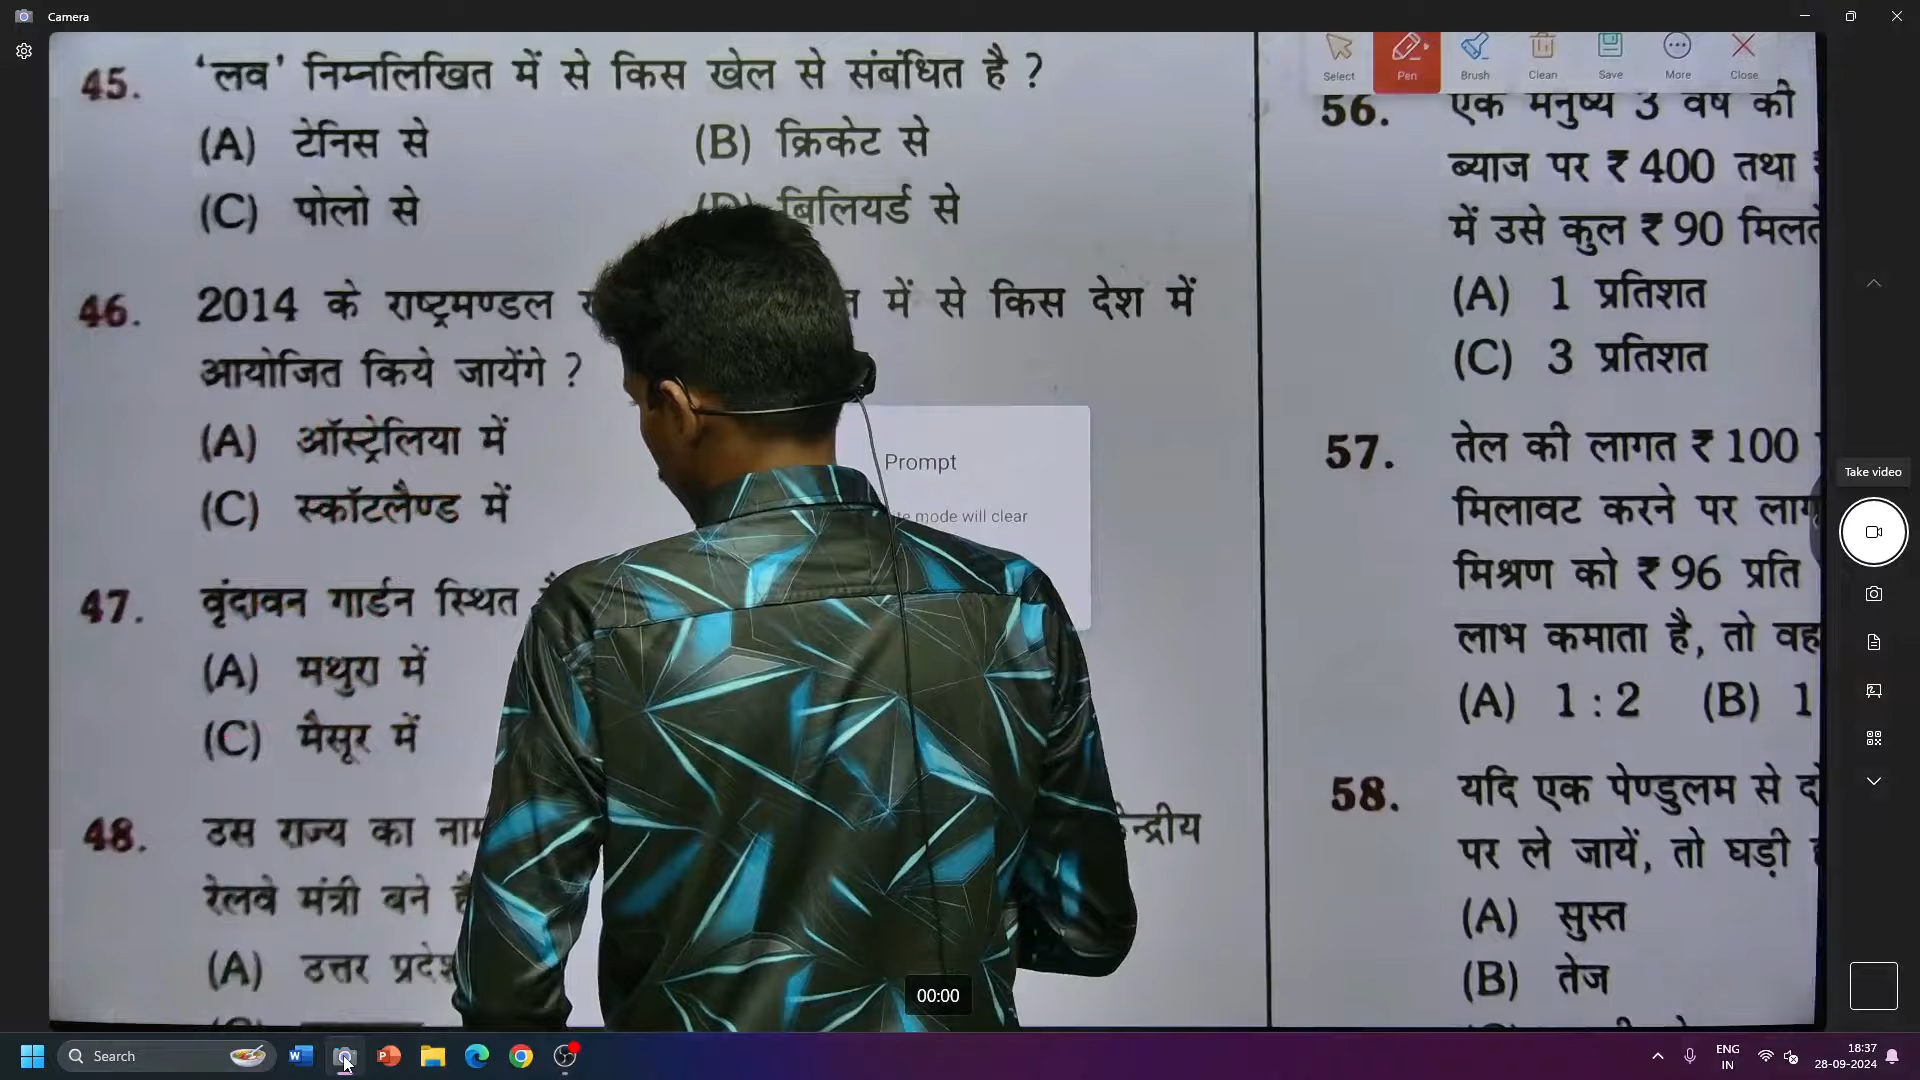 Camera
45. 'लव' निम्नलिखित में से किस खेल से संबंधित है ?
(A) टेनिस से (B) क्रिकेट से
(C) पोलो से (D) बिलियर्ड से
46. 2014 के राष्ट्रमण्डल में से किस देश में
आयोजित किये जायेंगे ?
(A) ऑस्ट्रेलिया में
(C) स्कॉटलैण्ड में
47. वृंदावन गार्डन स्थित
(A) मथुरा में
(C) मैसूर में
48. उस राज्य का
रेलवे मंत्री बने
(A) उत्तर
Prompt
mode will clear
Select Pen Brush Clean Save More Close
56. एक मनुष्य 3 वर्ष की
ब्याज पर ₹ 400 तथा
में उसे कुल ₹ 90
(A) 1 प्रतिशत
(C) 3 प्रतिशत
57. तेल की लागत ₹ 100
मिलावट करने पर
मिश्रण को ₹ 96 प्रति
लाभ कमाता है, तो वह
(A) 1 : 2 (B) 1
58. यदि एक पेण्डुलम से
पर ले जायें, तो घड़ी
(A) सुस्त
(B) तेज
Take video
00:00
Search
ENG
IN
18:37
28-09-2024